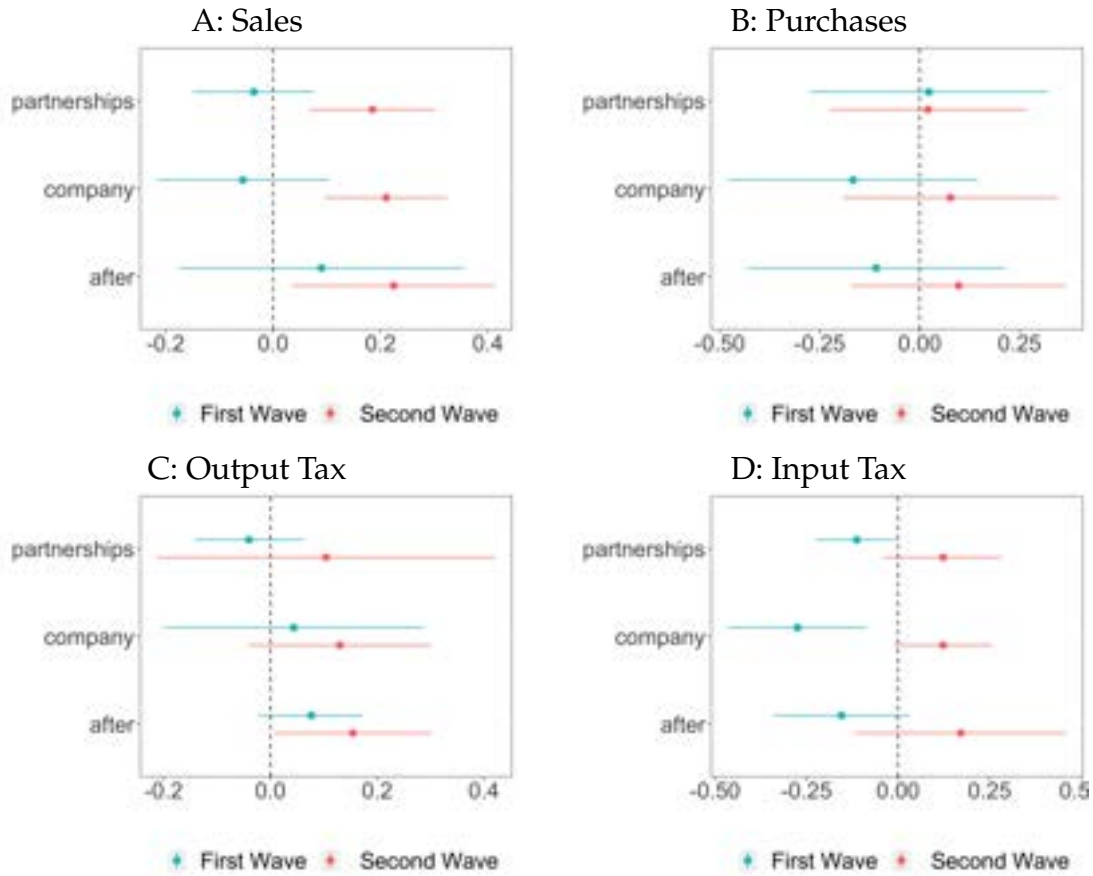 A: Sales
partnerships
company
after
-0.2 0.0 0.2 0.4
First Wave Second Wave
B: Purchases
partnerships
company
after
-0.50 -0.25 0.00 0.25
First Wave Second Wave
C: Output Tax
partnerships
company
after
-0.2 0.0 0.2 0.4
First Wave Second Wave
D: Input Tax
partnerships
company
after
-0.50 -0.25 0.00 0.25 0.5
First Wave Second Wave